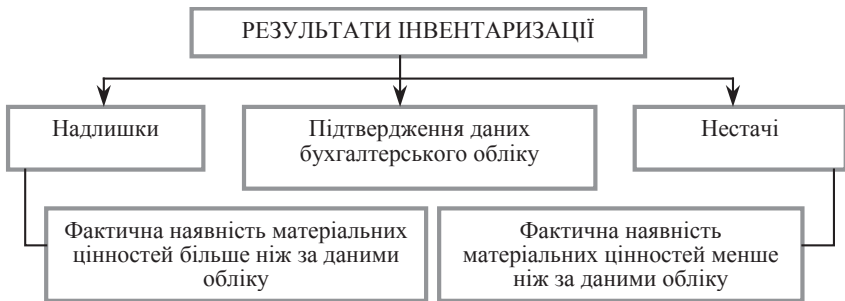 РЕЗУЛЬТАТИ ІНВЕНТАРИЗАЦІЇ
Надлишки
Підтвердження даних
бухгалтерського обліку
Нестачі
Фактична наявність матеріальних
цінностей більше ніж за даними
обліку
Фактична наявність
матеріальних цінностей менше
ніж за даними обліку